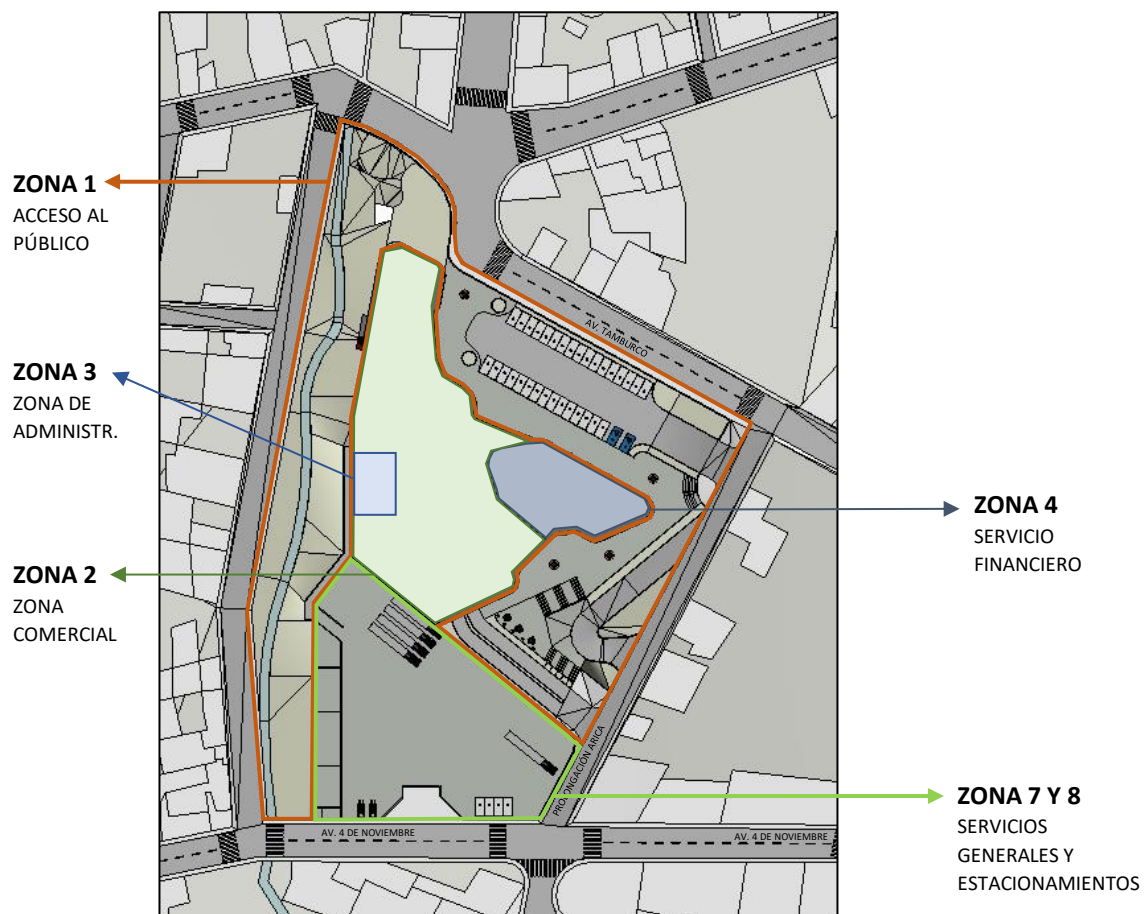 ZONA 1
ACCESO AL
PÚBLICO
AV. TAMBURCO
ZONA 3
ZONA DE
ADMINISTR.
ZONA 4
SERVICIO
FINANCIERO
ZONA 2
ZONA
COMERCIAL
PROLONGACIÓN ARICA
ZONA 7 Y 8
SERVICIOS
GENERALES Y
ESTACIONAMIENTOS
AV. 4 DE NOVIEMBRE
AV. 4 DE NOVIEMBRE